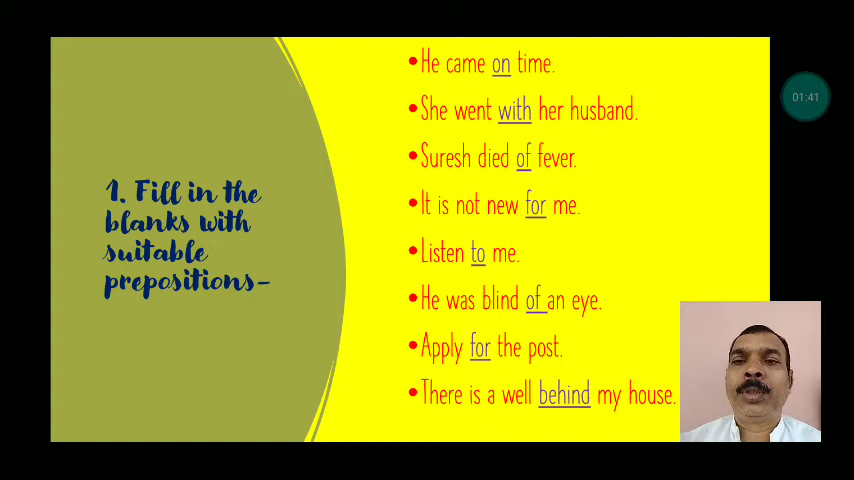 1. Fill in the
blanks with
suitable
prepositions-
•He came on time.
•She went with her husband.
•Suresh died of fever.
•It is not new for me.
•Listen to me.
•He was blind of an eye.
•Apply for the post.
•There is a well behind my house.
01:41